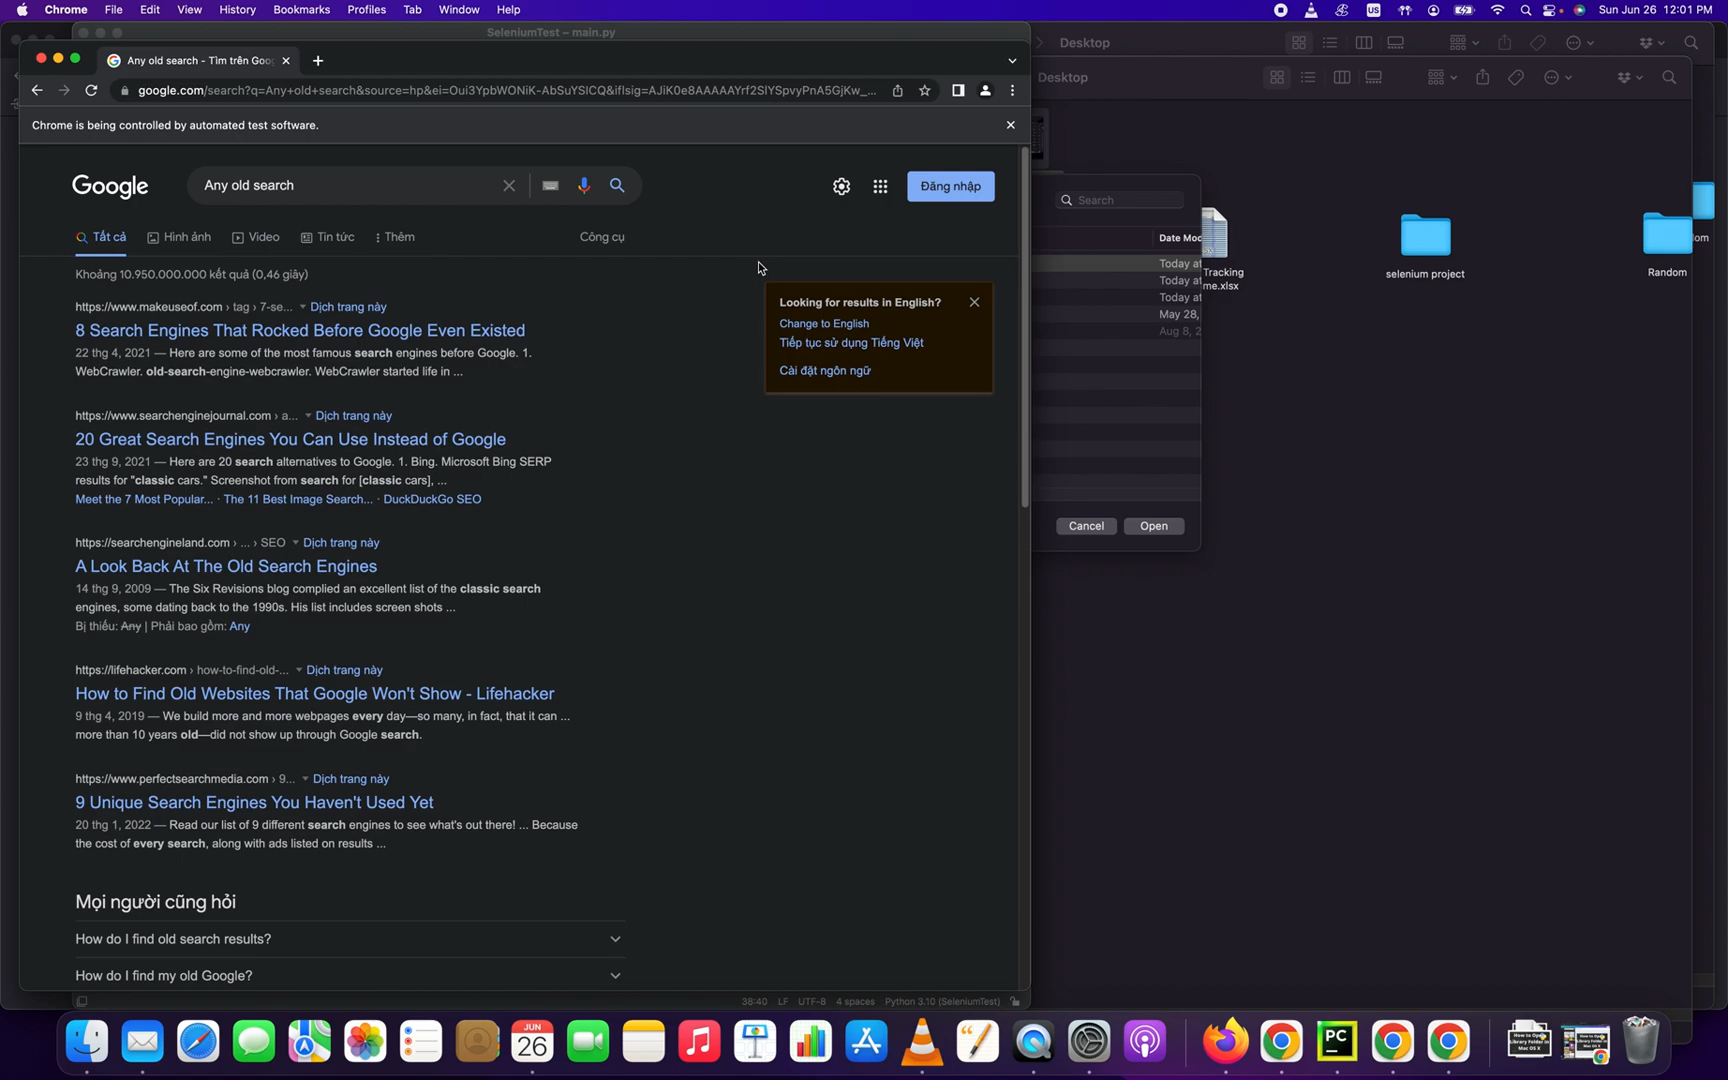 Chrome File Edit View History Bookmarks Profiles Tab Window Help
US
Sun Jun 26 12:01 PM
SeleniumTest – main.py
Desktop
Any old search - Tìm trên Goo
Desktop
google.com/search?q=Any+old+search&source=hp&ei=Oui3YpbWONiK-AbSuYSICQ&iflsig=AJiK0e8AAAAAYrf2SlYSpvyPnA5GjKw_...
Chrome is being controlled by automated test software.
Google
Any old search
Đăng nhập
Search
Tất cả Hình ảnh Video Tin tức Thêm Công cụ
Date Mod
Today at
Today at
Today at
May 28,
Aug 8, 2
Tracking
me.xlsx
selenium project
Random
Khoảng 10.950.000.000 kết quả (0,46 giây)
https://www.makeuseof.com › tag › 7-se... Dịch trang này
8 Search Engines That Rocked Before Google Even Existed
22 thg 4, 2021 — Here are some of the most famous search engines before Google. 1.
WebCrawler. old-search-engine-webcrawler. WebCrawler started life in ...
Looking for results in English?
Change to English
Tiếp tục sử dụng Tiếng Việt
Cài đặt ngôn ngữ
https://www.searchenginejournal.com › a... Dịch trang này
20 Great Search Engines You Can Use Instead of Google
23 thg 9, 2021 — Here are 20 search alternatives to Google. 1. Bing. Microsoft Bing SERP
results for "classic cars." Screenshot from search for [classic cars], ...
Meet the 7 Most Popular... · The 11 Best Image Search... · DuckDuckGo SEO
Cancel Open
https://searchengineland.com › ... › SEO Dịch trang này
A Look Back At The Old Search Engines
14 thg 9, 2009 — The Six Revisions blog complied an excellent list of the classic search
engines, some dating back to the 1990s. His list includes screen shots ...
Bị thiếu: Any | Phải bao gồm: Any
https://lifehacker.com › how-to-find-old-... Dịch trang này
How to Find Old Websites That Google Won't Show - Lifehacker
9 thg 4, 2019 — We build more and more webpages every day—so many, in fact, that it can ...
more than 10 years old—did not show up through Google search.
https://www.perfectsearchmedia.com › 9... Dịch trang này
9 Unique Search Engines You Haven't Used Yet
20 thg 1, 2022 — Read our list of 9 different search engines to see what's out there! ... Because
the cost of every search, along with ads listed on results ...
Mọi người cũng hỏi
How do I find old search results?
How do I find my old Google?
38:40 LF UTF-8 4 spaces Python 3.10 (SeleniumTest)
JUN
26
PC